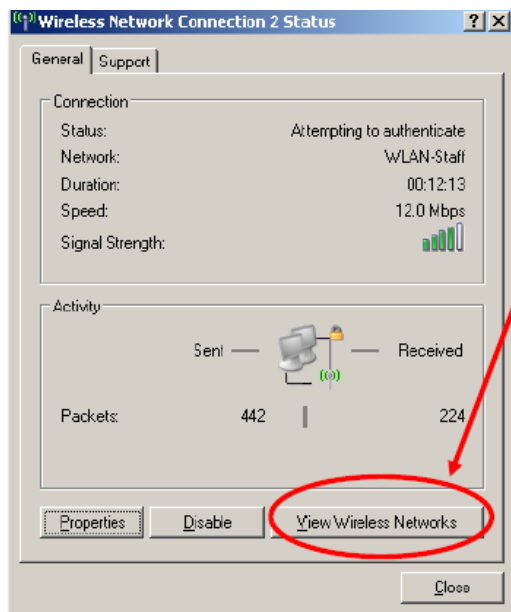 Wireless Network Connection 2 Status
General Support
Connection
Status: Attempting to authenticate
Network: WLAN-Staff
Duration: 00:12:13
Speed: 12.0 Mbps
Signal Strength:
Activity
Sent Received
Packets: 442 224
Properties Disable View Wireless Networks
Close